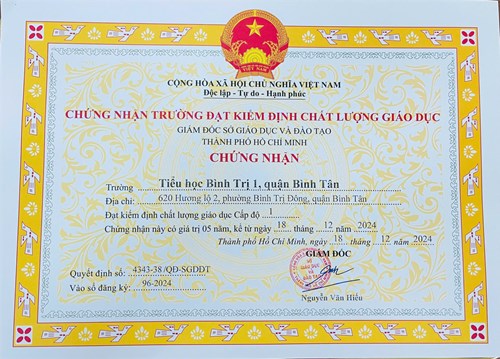 CỘNG HÒA XÃ HỘI CHỦ NGHĨA VIỆT NAM
Độc lập - Tự do - Hạnh phúc
CHỨNG NHẬN TRƯỜNG ĐẠT KIỂM ĐỊNH CHẤT LƯỢNG GIÁO DỤC
GIÁM ĐỐC SỞ GIÁO DỤC VÀ ĐÀO TẠO
THÀNH PHỐ HỒ CHÍ MINH
CHỨNG NHẬN
Trường Tiểu học Bình Trị 1, quận Bình Tân
Địa chỉ: 620 Hương lộ 2, phường Bình Trị Đông, quận Bình Tân
Đạt kiểm định chất lượng giáo dục Cấp độ 1
Chứng nhận này có giá trị 05 năm, kể từ ngày 18 tháng 12 năm 2024
Thành phố Hồ Chí Minh, ngày 18 tháng 12 năm 2024
GIÁM ĐỐC
Quyết định số: 4343-38/QĐ-SGDĐT
Vào sổ đăng ký: 96-2024
SỞ
GIÁO DỤC
VÀ
ĐÀO TẠO
Nguyễn Văn Hiếu